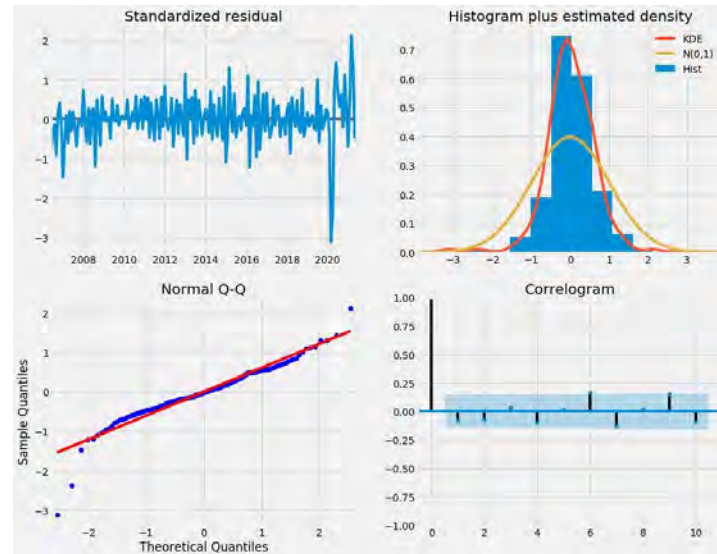 Standardized residual
2
1
0
−1
−2
−3
2008 2010 2012 2014 2016 2018 2020
Histogram plus estimated density
KDE
N(0,1)
Hist
0.7
0.6
0.5
0.4
0.3
0.2
0.1
0.0
−3 −2 −1 0 1 2 3
Normal Q-Q
Sample Quantiles
2
1
0
−1
−2
−3
−2 −1 0 1 2
Theoretical Quantiles
Correlogram
1.00
0.75
0.50
0.25
0.00
−0.25
−0.50
−0.75
−1.00
0 2 4 6 8 10